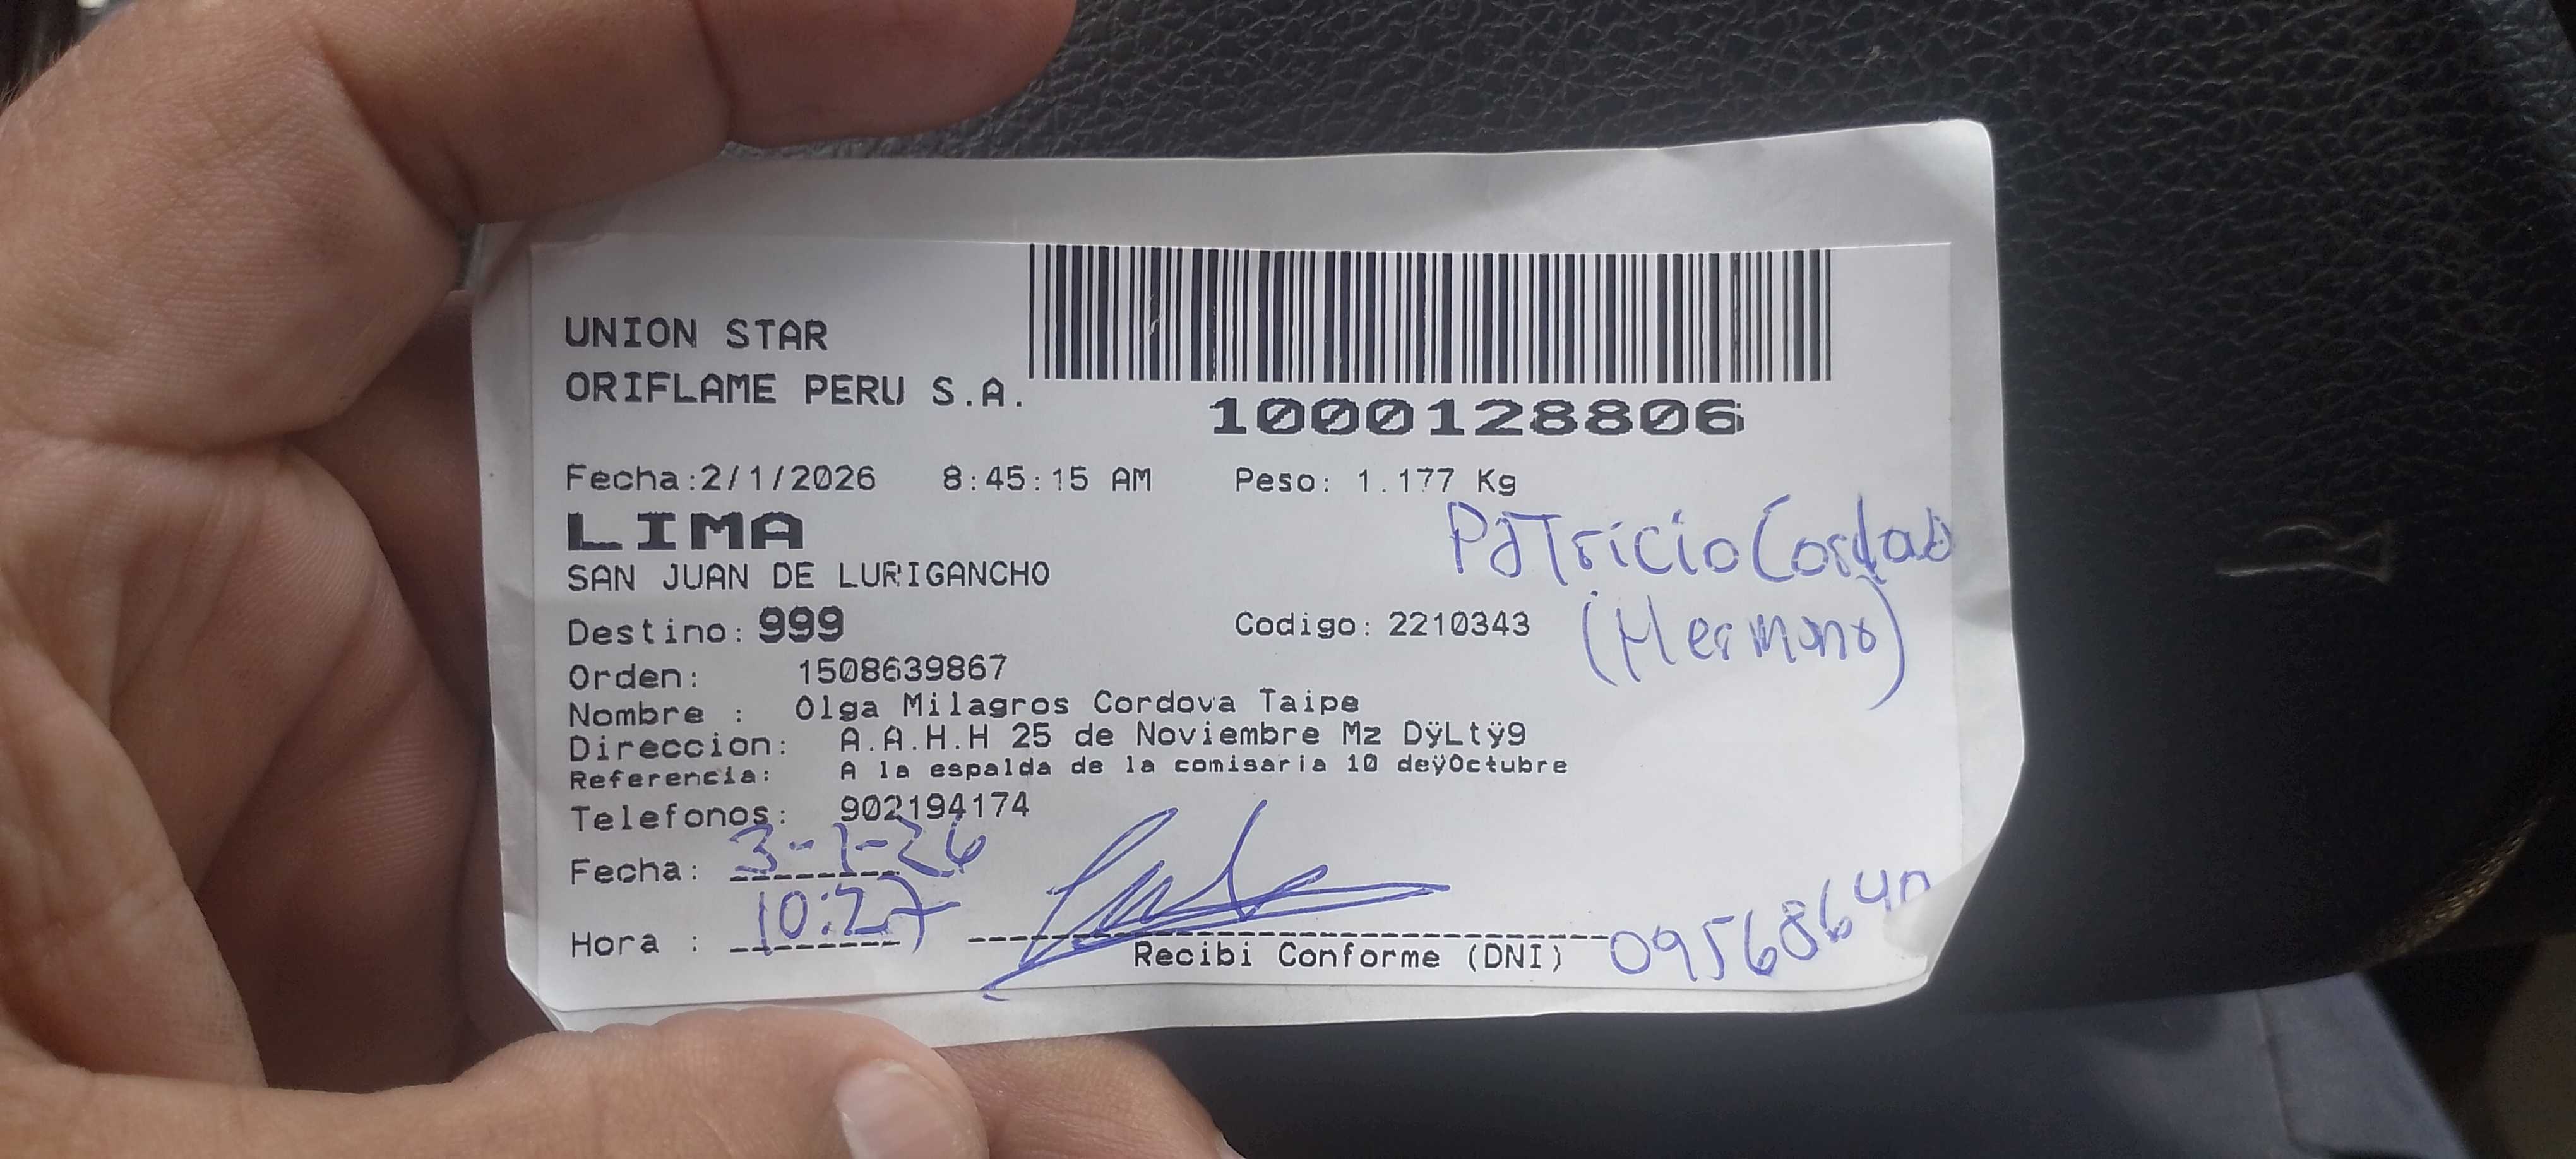 UNION STAR
ORIFLAME PERU S.A.
1000128806
Fecha:2/1/2026 8:45:15 AM Peso: 1.177 Kg
LIMA
SAN JUAN DE LURIGANCHO
Patricio
(Hermano)
Destino: 999 Codigo: 2210343
Orden: 1508639867
Nombre : Olga Milagros Cordova Taipe
Direccion: A.A.H.H 25 de Noviembre Mz DÿLtÿ9
Referencia: A la espalda de la comisaria 10 deÿOctubre
Telefonos: 902194174
Fecha: 3-1-26
Hora : 10:27
Recibi Conforme (DNI)